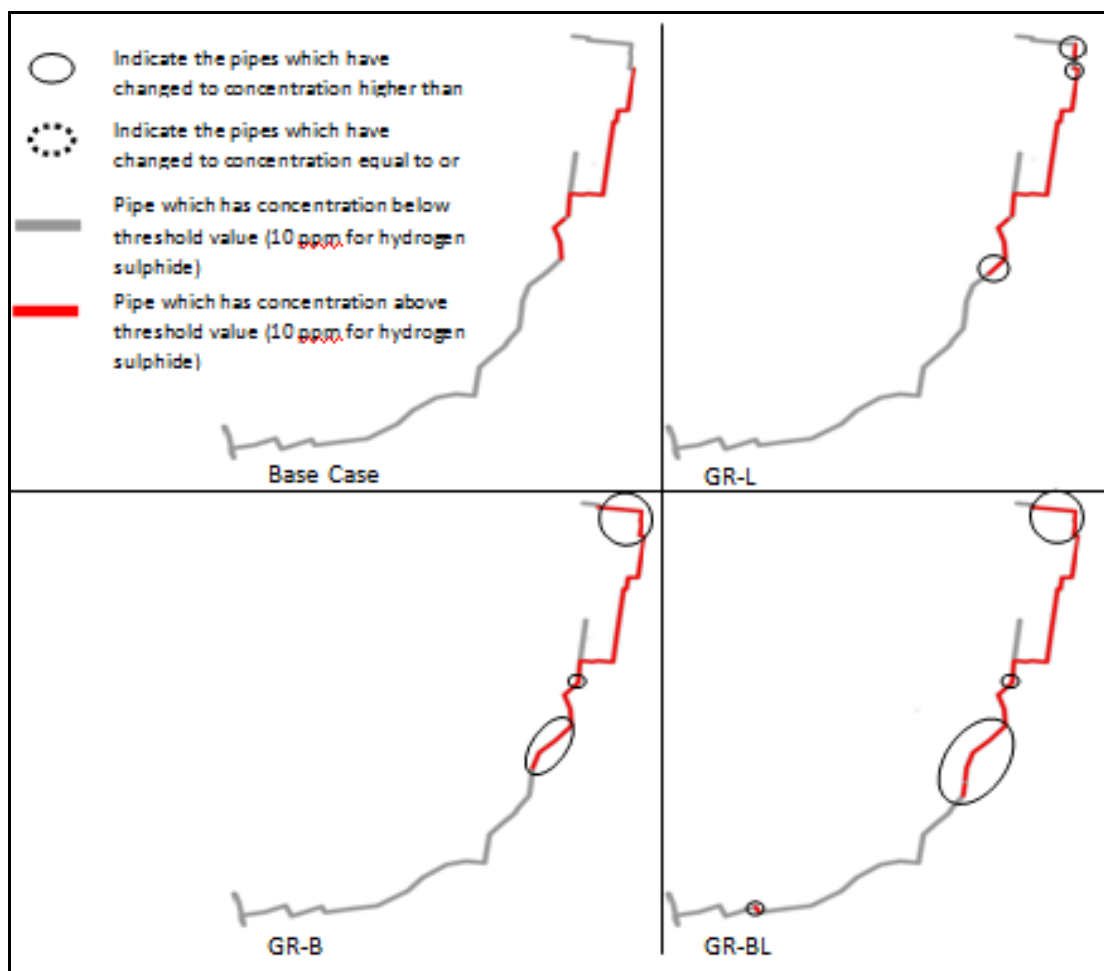 Indicate the pipes which have
changed to concentration higher than
Indicate the pipes which have
changed to concentration equal to or
Pipe which has concentration below
threshold value (10 ppm for hydrogen
sulphide)
Pipe which has concentration above
threshold value (10 ppm for hydrogen
sulphide)
Base Case
GR-L
GR-B
GR-BL